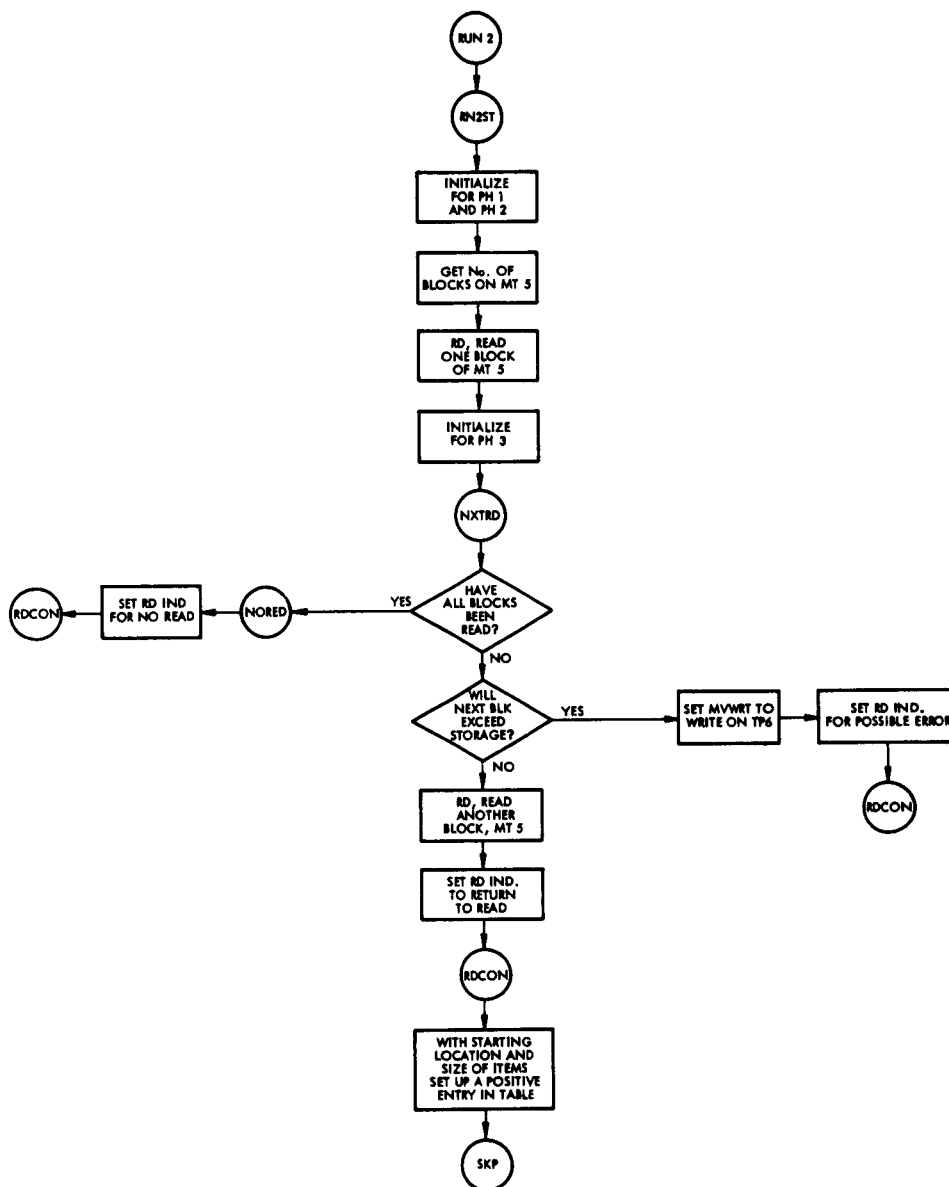 RUN 2
RN2ST
INITIALIZE
FOR PH 1
AND PH 2
GET No. OF
BLOCKS ON MT 5
RD, READ
ONE BLOCK
OF MT 5
INITIALIZE
FOR PH 3
NXTRD
HAVE
ALL BLOCKS
BEEN
READ?
YES
NORED
SET RD IND
FOR NO READ
RDCON
NO
WILL
NEXT BLK
EXCEED
STORAGE?
YES
SET MVWRT TO
WRITE ON TP6
SET RD IND.
FOR POSSIBLE ERROR
RDCON
NO
RD, READ
ANOTHER
BLOCK, MT 5
SET RD IND.
TO RETURN
TO READ
RDCON
WITH STARTING
LOCATION AND
SIZE OF ITEMS
SET UP A POSITIVE
ENTRY IN TABLE
SKP